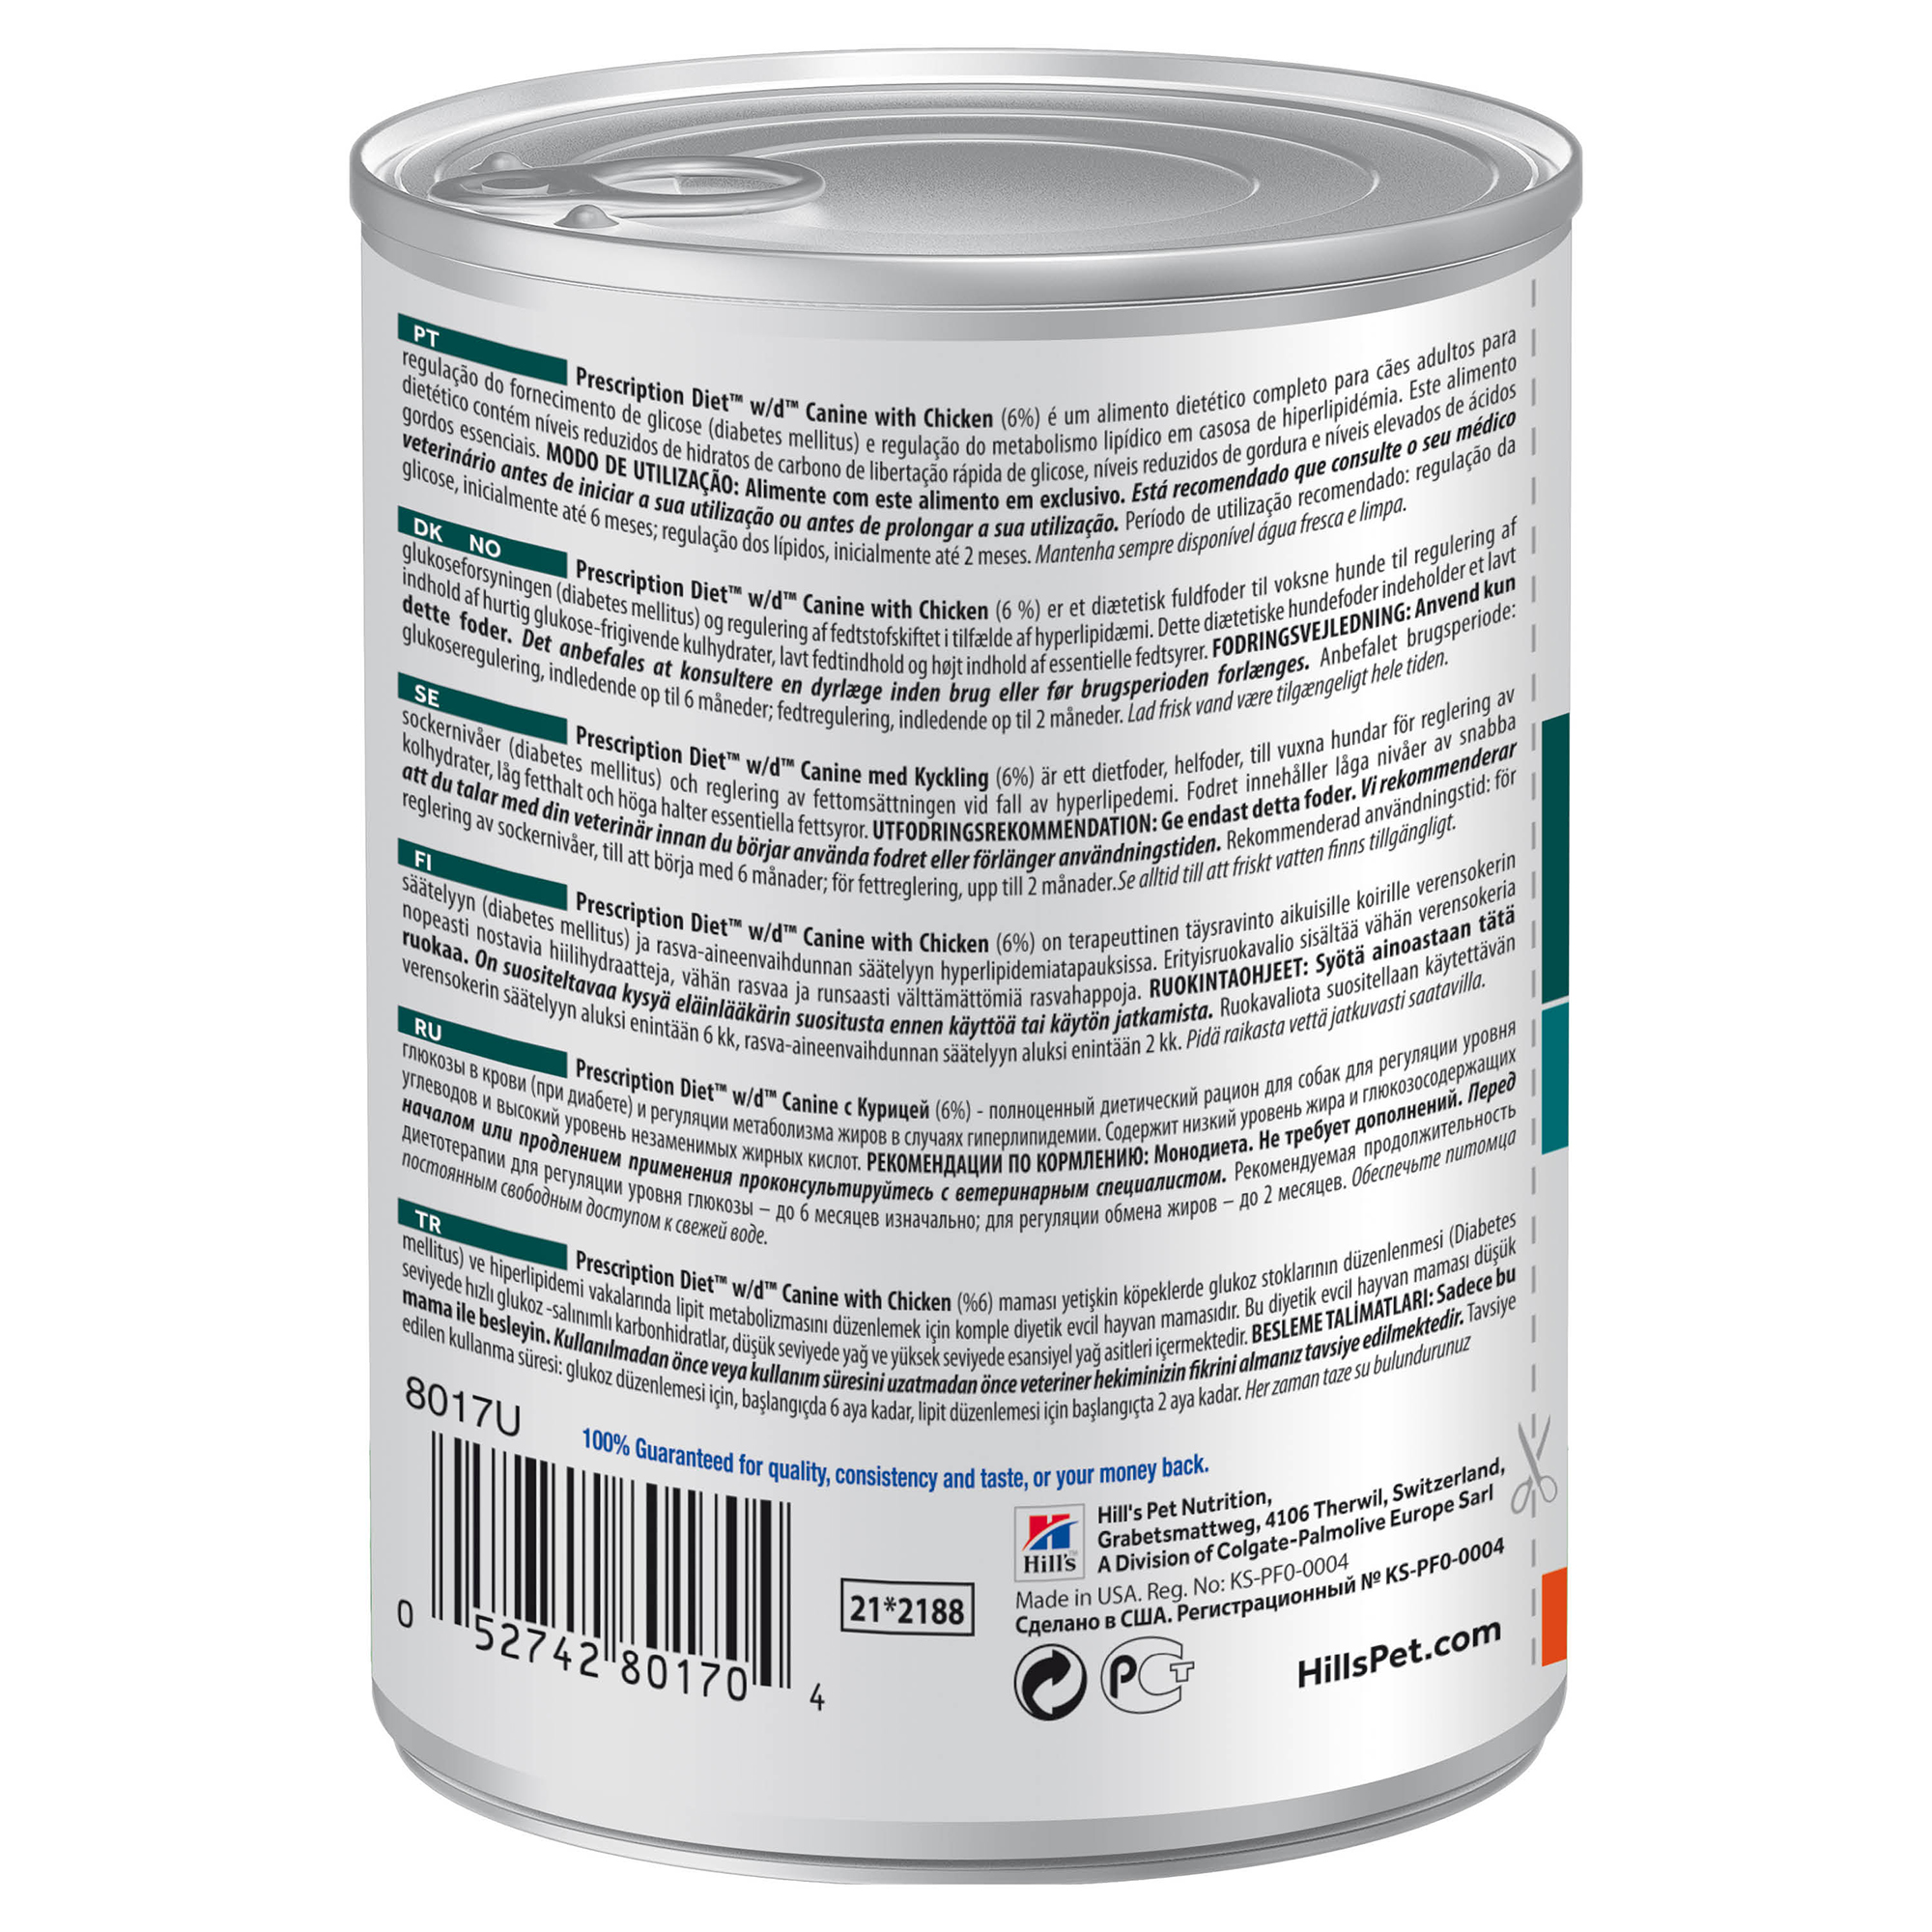 PT
Prescription Diet™ w/d™ Canine with Chicken (6%) é um alimento dietético completo para cães adultos para
regulação do fornecimento de glicose (diabetes mellitus) e regulação do metabolismo lipídico em casosa de hiperlipidémia. Este alimento
dietético contém níveis reduzidos de hidratos de carbono de libertação rápida de glicose, níveis reduzidos de gordura e níveis elevados de ácidos
gordos essenciais. MODO DE UTILIZAÇÃO: Alimente com este alimento em exclusivo. Está recomendado que consulte o seu médico
veterinário antes de iniciar a sua utilização ou antes de prolongar a sua utilização. Período de utilização recomendado: regulação da
glicose, inicialmente até 6 meses; regulação dos lípidos, inicialmente até 2 meses. Mantenha sempre disponível água fresca e limpa.
DK NO
Prescription Diet™ w/d™ Canine with Chicken (6 %) er et diætetisk fuldfoder til voksne hunde til regulering af
glukoseforsyningen (diabetes mellitus) og regulering af fedtstofskiftet i tilfælde af hyperlipidæmi. Dette diætetiske hundefoder indeholder et lavt
indhold af hurtig glukose-frigivende kulhydrater, lavt fedtindhold og højt indhold af essentielle fedtsyrer. FODRINGSVEJLEDNING: Anvend kun
dette foder. Det anbefales at konsultere en dyrlæge inden brug eller før brugsperioden forlænges. Anbefalet brugsperiode:
glukoseregulering, indledende op til 6 måneder; fedtregulering, indledende op til 2 måneder. Lad frisk vand være tilgængeligt hele tiden.
SE
Prescription Diet™ w/d™ Canine med Kyckling (6%) är ett dietfoder, helfoder, till vuxna hundar för reglering av
sockernivåer (diabetes mellitus) och reglering av fettomsättningen vid fall av hyperlipedemi. Fodret innehåller låga nivåer av snabba
kolhydrater, låg fetthalt och höga halter essentiella fettsyror. UTFODRINGSREKOMMENDATION: Ge endast detta foder. Vi rekommenderar
att du talar med din veterinär innan du börjar använda fodret eller förlänger användningstiden. Rekommenderad användningstid: för
reglering av sockernivåer, till att börja med 6 månader; för fettreglering, upp till 2 månader.Se alltid till att friskt vatten finns tillgängligt.
FI
Prescription Diet™ w/d™ Canine with Chicken (6%) on terapeuttinen täysravinto aikuisille koirille verensokerin
säätelyyn (diabetes mellitus) ja rasva-aineenvaihdunnan säätelyyn hyperlipidemiatapauksissa. Erityisruokavalio sisältää vähän verensokeria
nopeasti nostavia hiilihydraatteja, vähän rasvaa ja runsaasti välttämättömiä rasvahappoja. RUOKINTAOHJEET: Syötä ainoastaan tätä
ruokaa. On suositeltavaa kysyä eläinlääkärin suositusta ennen käyttöä tai käytön jatkamista. Ruokavaliota suositellaan käytettävän
verensokerin säätelyyn aluksi enintään 6 kk, rasva-aineenvaihdunnan säätelyyn aluksi enintään 2 kk. Pidä raikasta vettä jatkuvasti saatavilla.
RU
Prescription Diet™ w/d™ Canine с Курицей (6%) - полноценный диетический рацион для собак для регуляции уровня
глюкозы в крови (при диабете) и регуляции метаболизма жиров в случаях гиперлипидемии. Содержит низкий уровень жира и глюкозосодержащих
углеводов и высокий уровень незаменимых жирных кислот. РЕКОМЕНДАЦИИ ПО КОРМЛЕНИЮ: Монодиета. Не требует дополнений. Перед
началом или продлением применения проконсультируйтесь с ветеринарным специалистом. Рекомендуемая продолжительность
диетотерапии для регуляции уровня глюкозы – до 6 месяцев изначально; для регуляции обмена жиров – до 2 месяцев. Обеспечьте питомца
постоянным свободным доступом к свежей воде.
TR
Prescription Diet™ w/d™ Canine with Chicken (%6) maması yetişkin köpeklerde glukoz stoklarının düzenlenmesi (Diabetes
mellitus) ve hiperlipidemi vakalarında lipit metabolizmasını düzenlemek için komple diyetik evcil hayvan mamasıdır. Bu diyetik evcil hayvan maması düşük
seviyede hızlı glukoz -salınımlı karbonhidratlar, düşük seviyede yağ ve yüksek seviyede esansiyel yağ asitleri içermektedir. BESLEME TALİMATLARI: Sadece bu
mama ile besleyin. Kullanılmadan önce veya kullanım süresini uzatmadan önce veteriner hekiminizin fikrini almanız tavsiye edilmektedir. Tavsiye
edilen kullanma süresi: glukoz düzenlemesi için, başlangıçda 6 aya kadar, lipit düzenlemesi için başlangıçta 2 aya kadar. Her zaman taze su bulundurunuz
8017U
100% Guaranteed for quality, consistency and taste, or your money back.
Hill's Pet Nutrition,
Grabetsmattweg, 4106 Therwil, Switzerland,
A Division of Colgate-Palmolive Europe Sarl
Hill's™
Made in USA. Reg. No: KS-PF0-0004
Сделано в США. Регистрационный № KS-PF0-0004
21*2188
0 52742 80170 4
РСТ
HillsPet.com